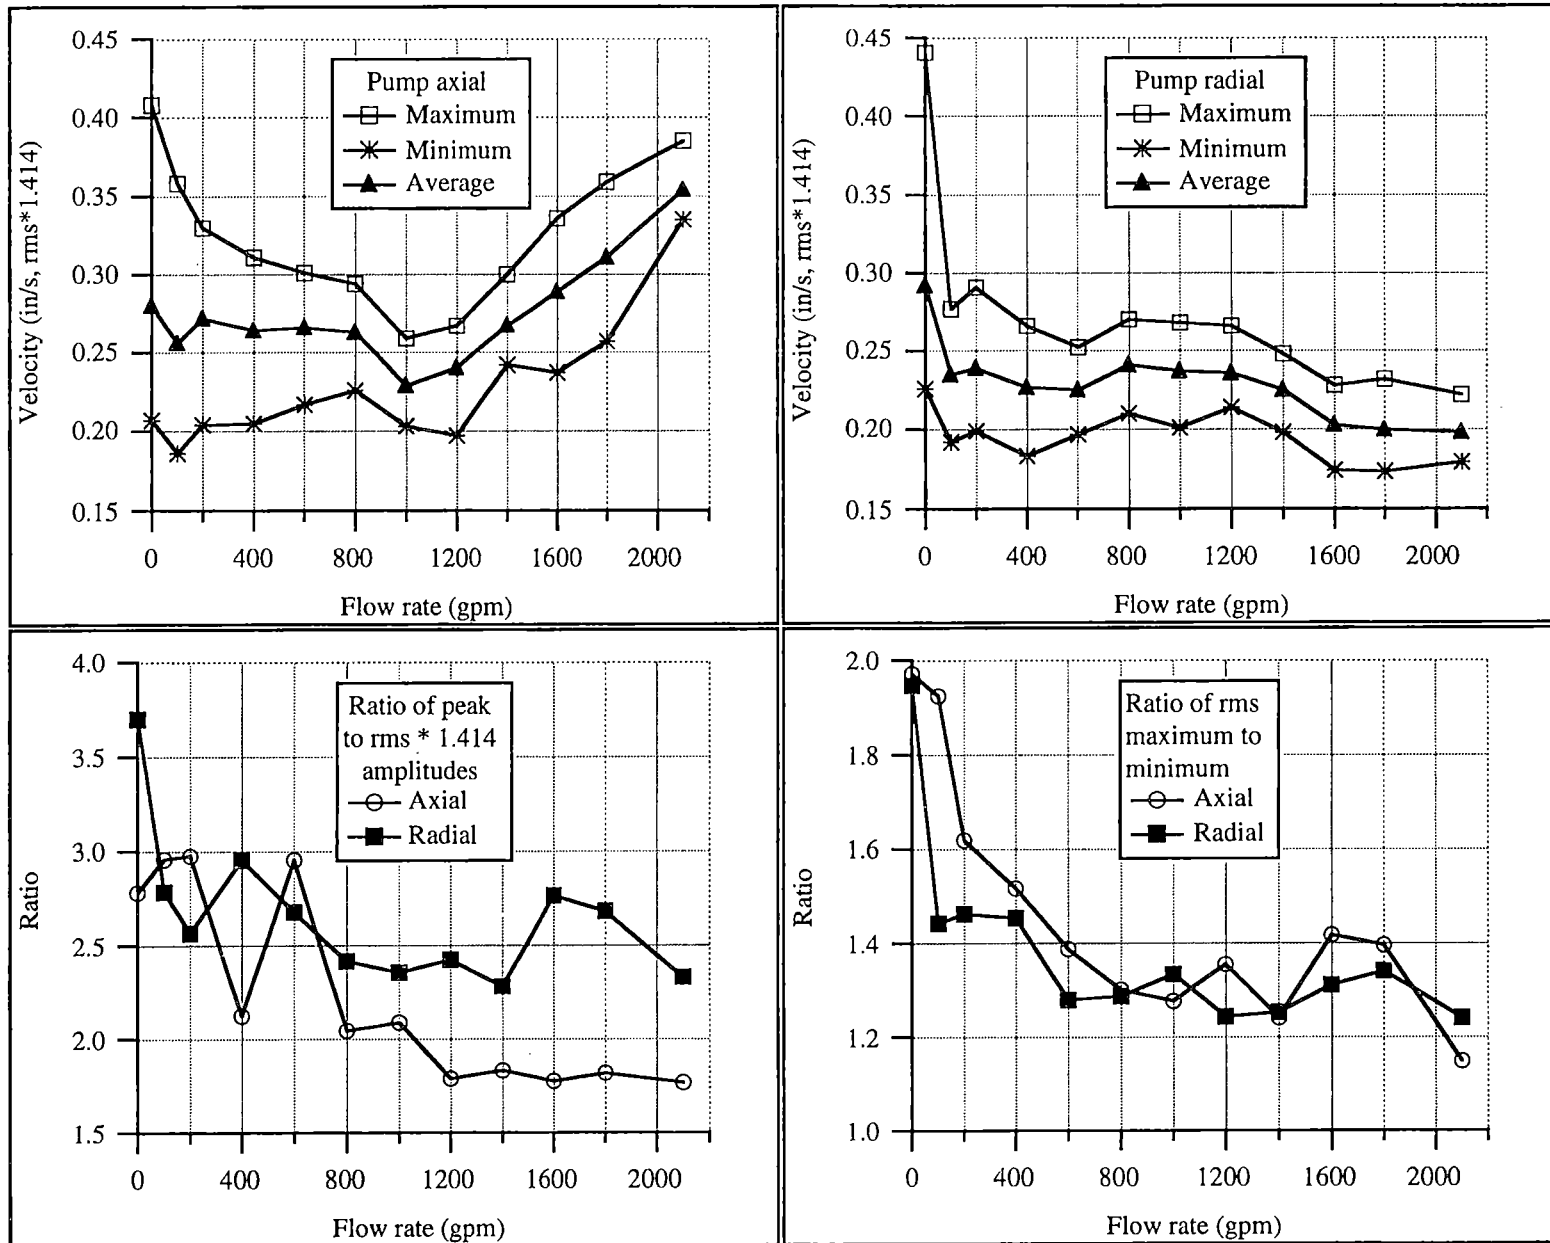 0.45
0.40
0.35
0.30
0.25
0.20
0.15
Velocity (in/s, rms*1.414)
Pump axial
Maximum
Minimum
Average
0 400 800 1200 1600 2000
Flow rate (gpm)
0.45
0.40
0.35
0.30
0.25
0.20
0.15
Velocity (in/s, rms*1.414)
Pump radial
Maximum
Minimum
Average
0 400 800 1200 1600 2000
Flow rate (gpm)
4.0
3.5
3.0
2.5
2.0
1.5
Ratio
Ratio of peak
to rms * 1.414
amplitudes
Axial
Radial
0 400 800 1200 1600 2000
Flow rate (gpm)
2.0
1.8
1.6
1.4
1.2
1.0
Ratio
Ratio of rms
maximum to
minimum
Axial
Radial
0 400 800 1200 1600 2000
Flow rate (gpm)